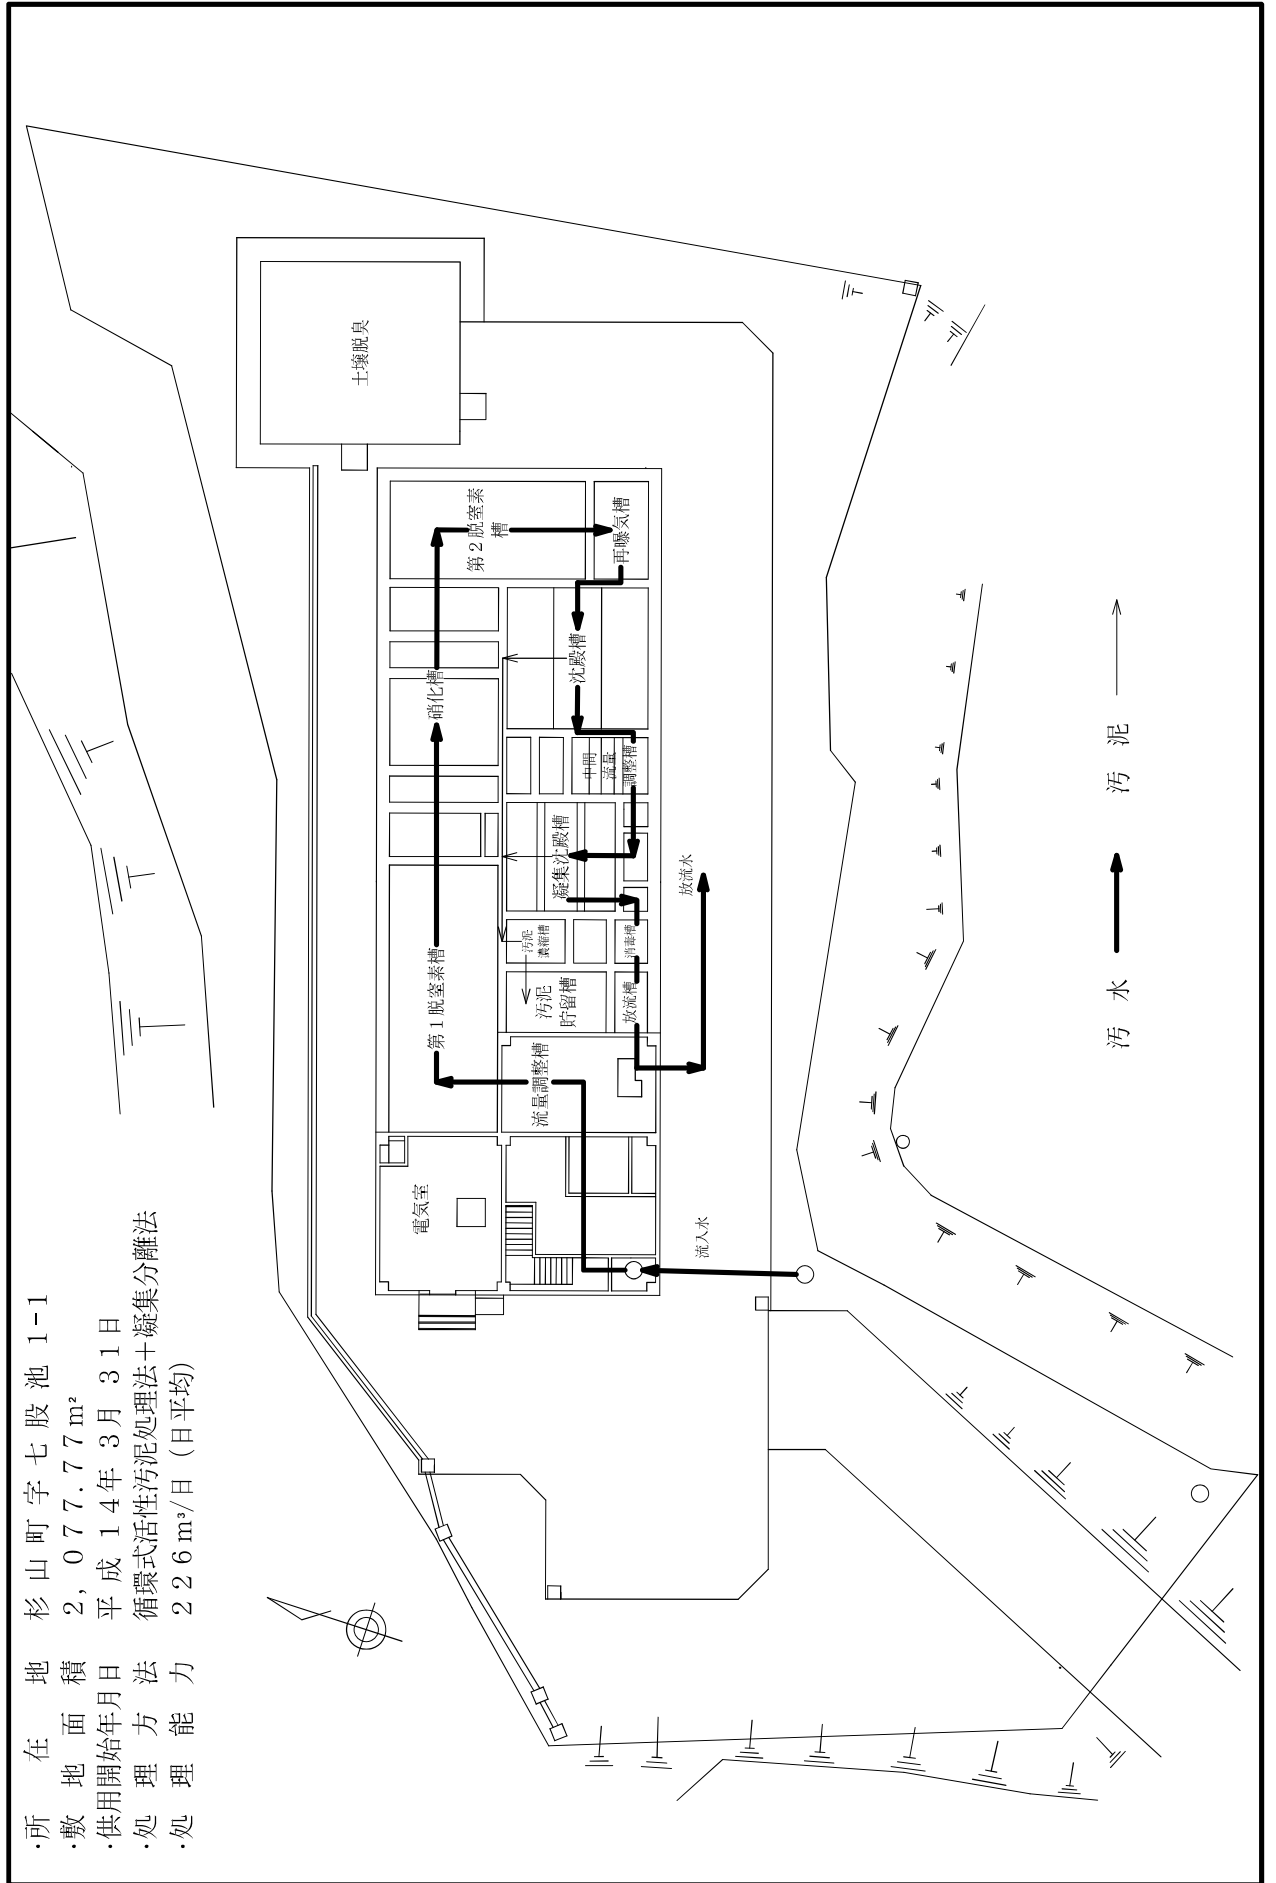 ・所在地 杉山町字七股池 1-1
・敷地面積 2,077.77m²
・供用開始年月日 平成 14年 3月 31日
・処理方法 循環式活性汚泥処理法＋凝集分離法
・処理能力 226m³/日 (日平均)
土壌脱臭
第2脱窒素
槽
再曝気槽
硝化槽
沈殿槽
中間
流量
調整槽
凝集沈殿槽
第1脱窒素槽
汚泥
濃縮槽
消毒槽
汚泥
貯留槽
放流槽
放流水
流量調整槽
電気室
流入水
汚水
汚泥